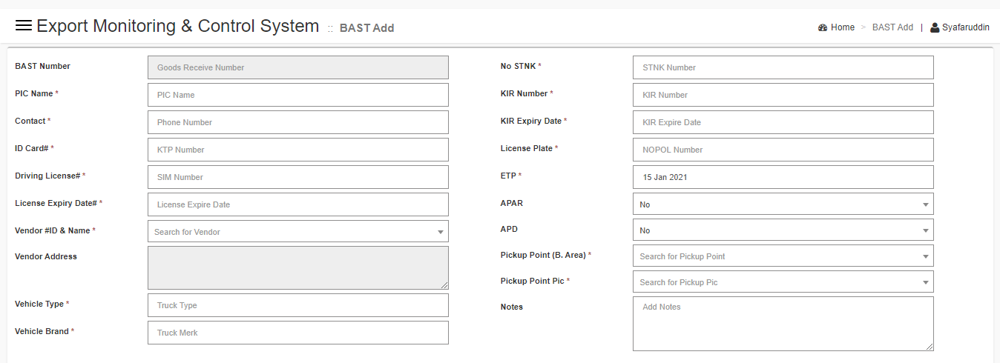 Export Monitoring & Control System :: BAST Add
Home > BAST Add | Syafaruddin
BAST Number Goods Receive Number
PIC Name * PIC Name
Contact * Phone Number
ID Card# * KTP Number
Driving License# * SIM Number
License Expiry Date# * License Expire Date
Vendor #ID & Name * Search for Vendor
Vendor Address
Vehicle Type * Truck Type
Vehicle Brand * Truck Merk
No STNK * STNK Number
KIR Number * KIR Number
KIR Expiry Date * KIR Expire Date
License Plate * NOPOL Number
ETP * 15 Jan 2021
APAR No
APD No
Pickup Point (B. Area) * Search for Pickup Point
Pickup Point Pic * Search for Pickup Pic
Notes Add Notes